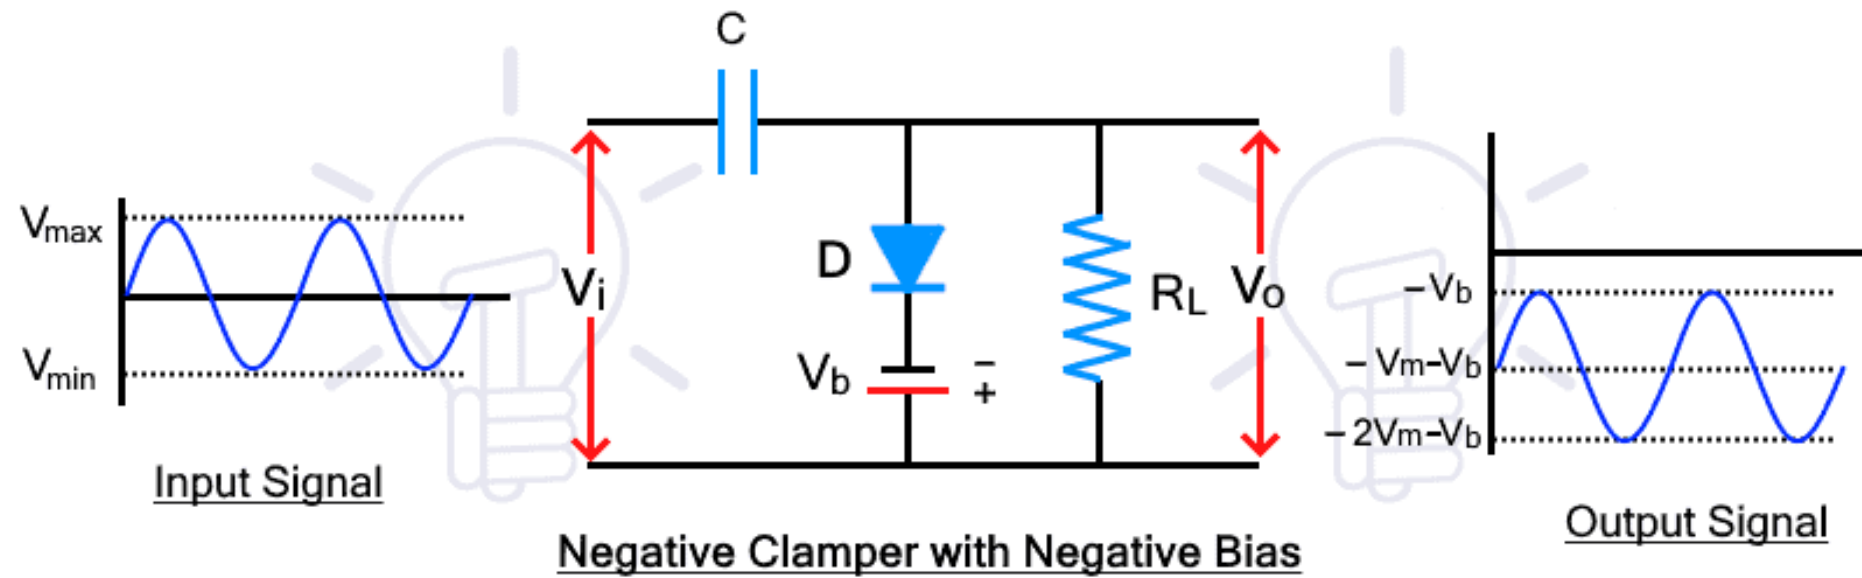 C
Vmax
Vmin
Input Signal
Vi
D
Vb
−
+
RL
Vo
−Vb
− Vm−Vb
− 2Vm−Vb
Output Signal
Negative Clamper with Negative Bias